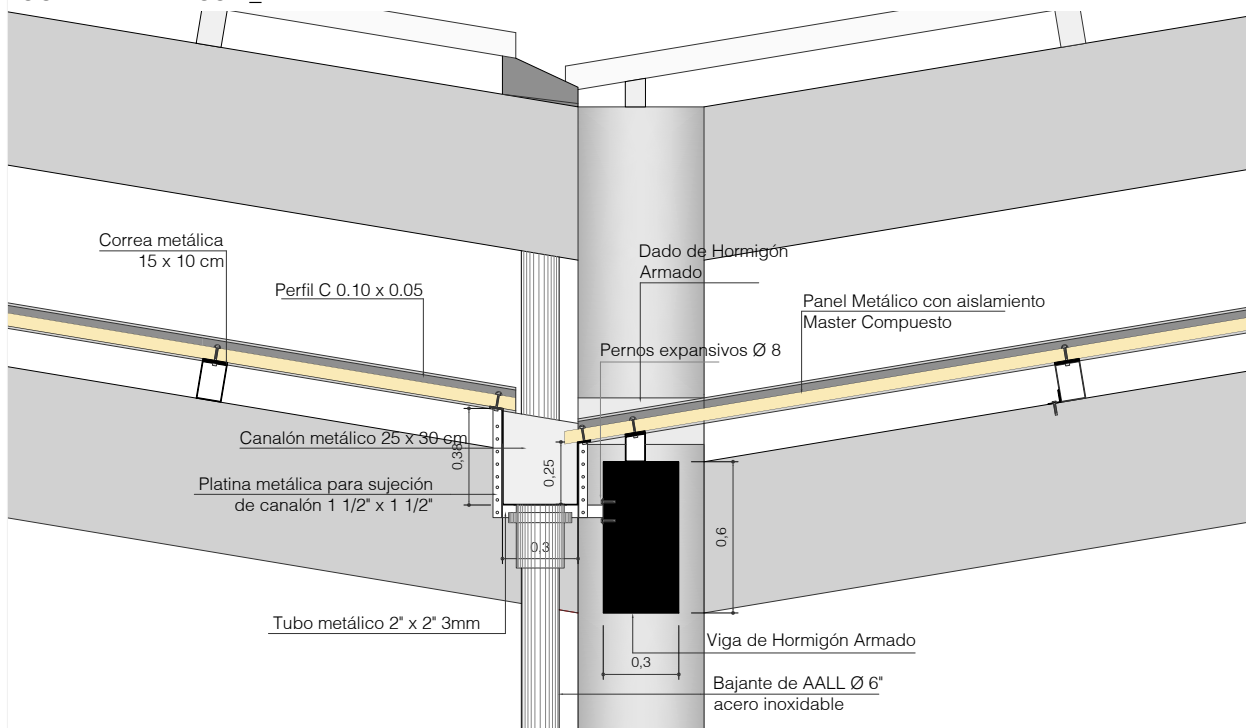 Correa metálica
15 x 10 cm
Perfil C 0.10 x 0.05
Dado de Hormigón
Armado
Panel Metálico con aislamiento
Master Compuesto
Pernos expansivos Ø 8
Canalón metálico 25 x 30 cm
0,38
0,25
Platina metálica para sujeción
de canalón 1 1/2" x 1 1/2"
0,3
0,6
Tubo metálico 2" x 2" 3mm
Viga de Hormigón Armado
0,3
Bajante de AALL Ø 6"
acero inoxidable